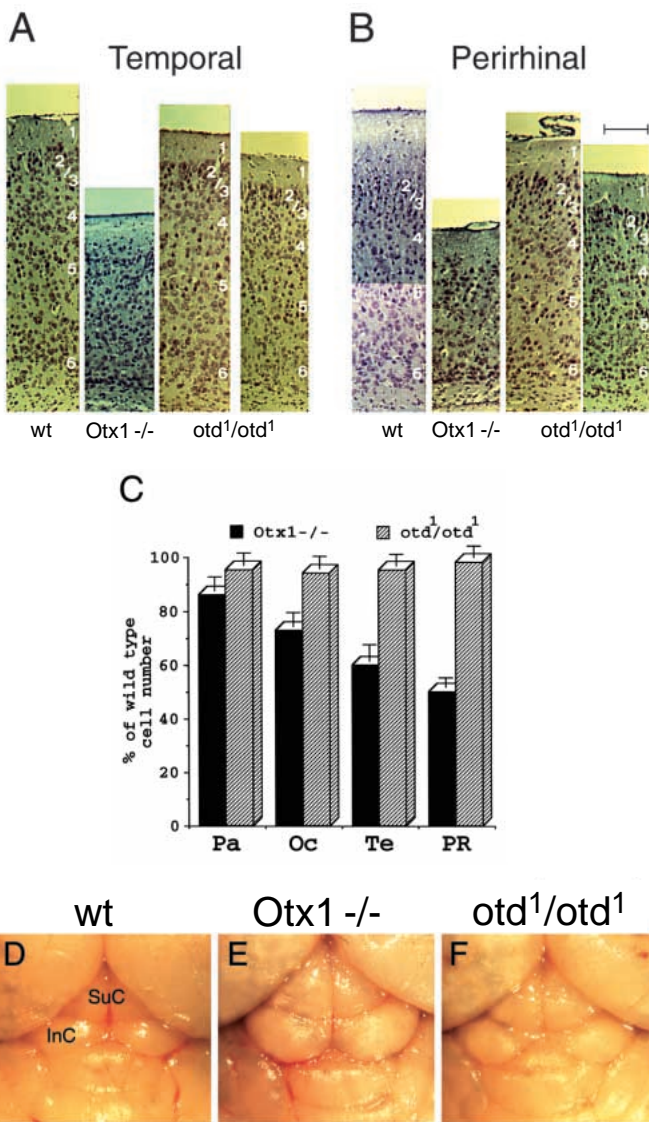 A
Temporal
1
2/3
4
5
6
1
2/3
4
5
6
wt
Otx1 -/-
otd¹/otd¹
B
Perirhinal
1
2/3
4
5
6
1
2/3
4
5
6
wt
Otx1 -/-
otd¹/otd¹
C
Otx1-/-
otd¹/otd¹
% of wild type
cell number
100
80
60
40
20
0
Pa
Oc
Te
PR
wt
Otx1 -/-
otd¹/otd¹
D
SuC
InC
E
F